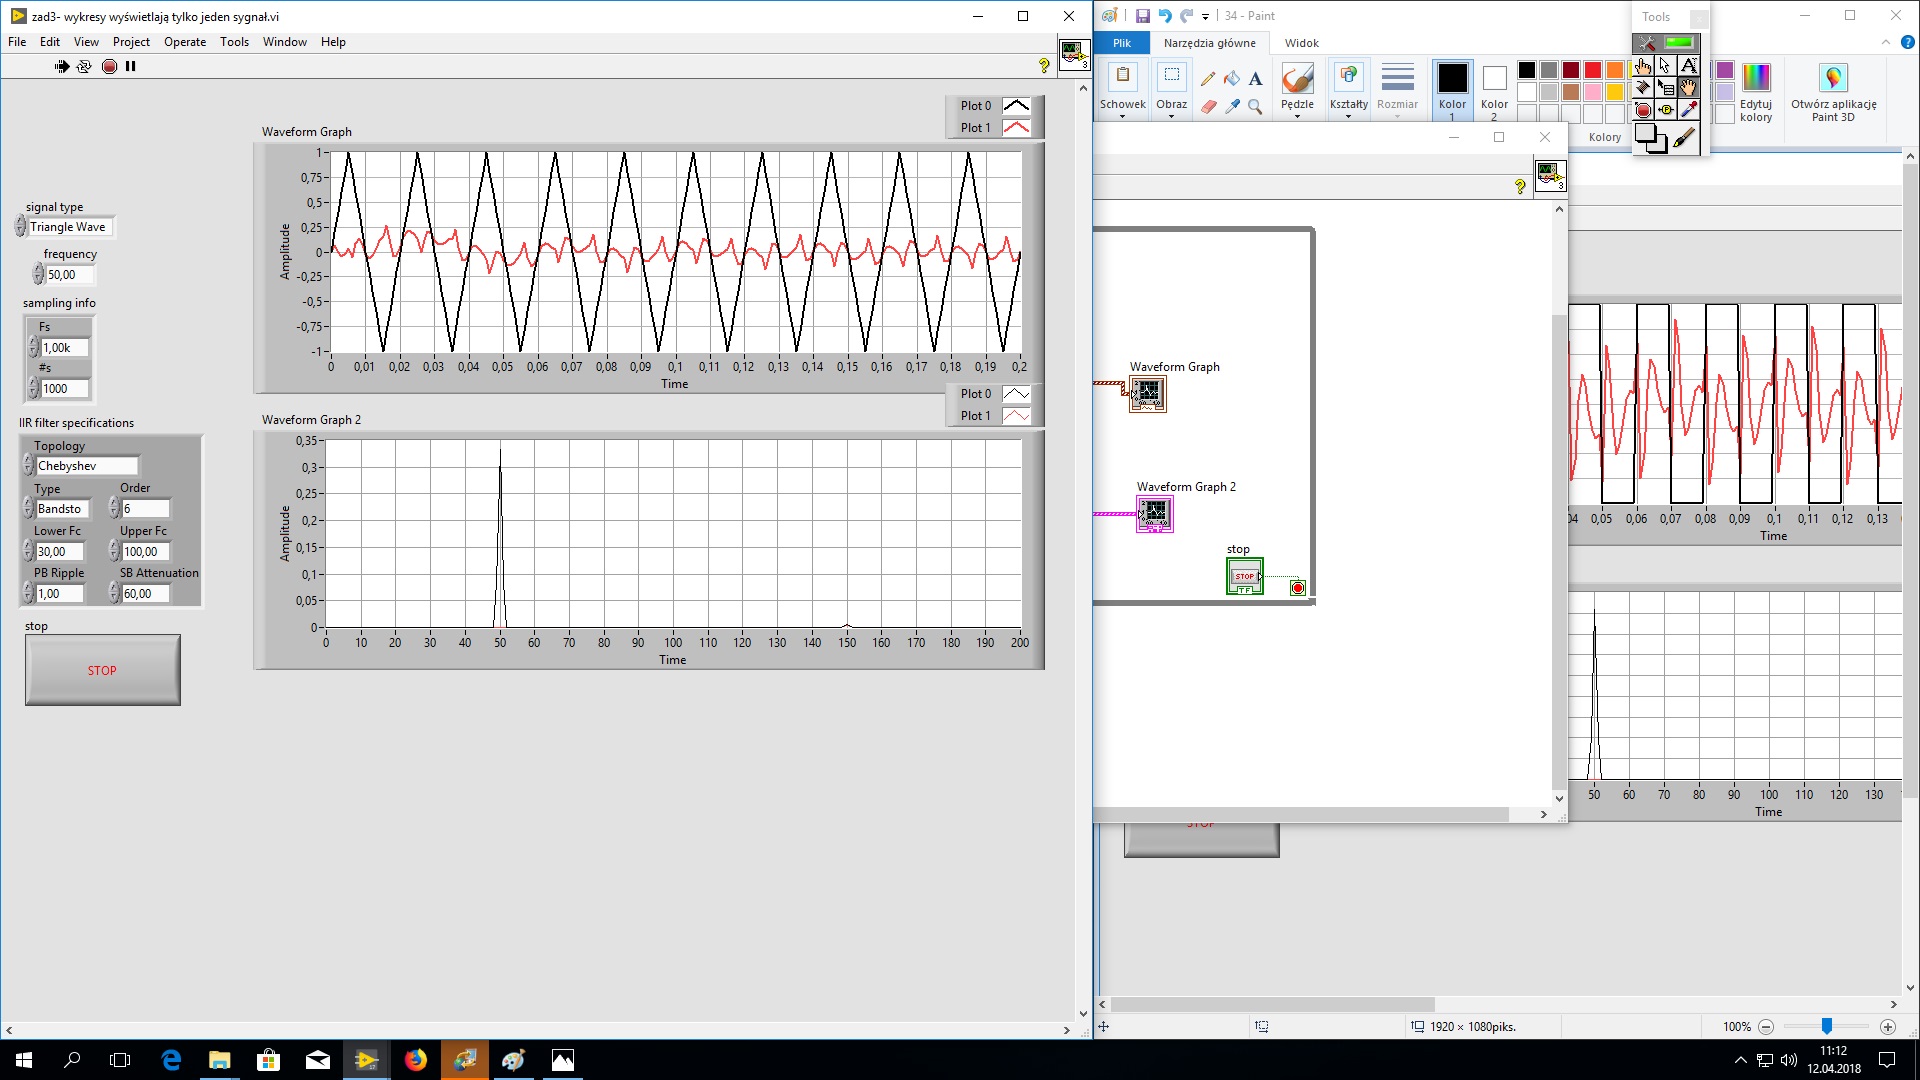 zad3- wykresy wyświetlają tylko jeden sygnał.vi
File Edit View Project Operate Tools Window Help
3
signal type
Triangle Wave
frequency
50,00
sampling info
Fs
1,00k
#s
1000
IIR filter specifications
Topology
Chebyshev
Type Order
Bandsto 6
Lower Fc Upper Fc
30,00 100,00
PB Ripple SB Attenuation
1,00 60,00
stop
STOP
Plot 0
Plot 1
Waveform Graph
1
0,75
0,5
0,25
0
-0,25
-0,5
-0,75
-1
Amplitude
0 0,01 0,02 0,03 0,04 0,05 0,06 0,07 0,08 0,09 0,1 0,11 0,12 0,13 0,14 0,15 0,16 0,17 0,18 0,19 0,2
Time
Plot 0
Plot 1
Waveform Graph 2
0,35
0,3
0,25
0,2
0,15
0,1
0,05
0
Amplitude
0 10 20 30 40 50 60 70 80 90 100 110 120 130 140 150 160 170 180 190 200
Time
34 - Paint
Plik Narzędzia główne Widok
Schowek Obraz Pędzle Kształty Rozmiar Kolor 1 Kolor 2 Edytuj kolory Otwórz aplikację Paint 3D
Kolory
Tools
3
Waveform Graph
Waveform Graph 2
stop
STOP
TF
04 0,05 0,06 0,07 0,08 0,09 0,1 0,11 0,12 0,13
Time
50 60 70 80 90 100 110 120 130
Time
STOP
1920 × 1080piks.
100%
11:12
12.04.2018